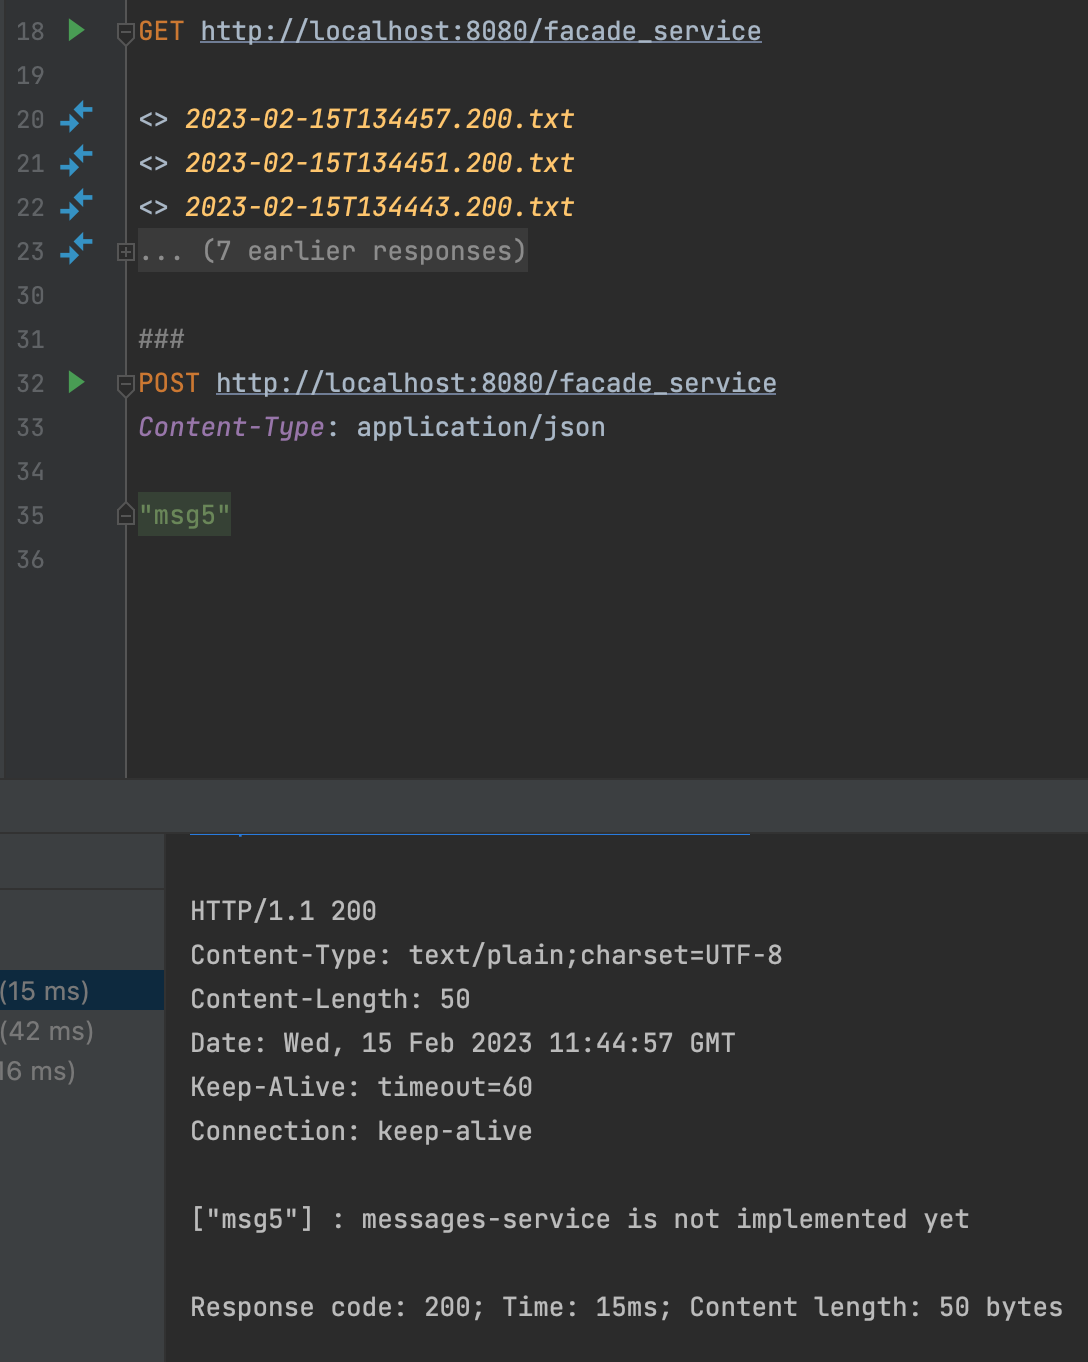 18 GET http://localhost:8080/facade_service
19
20 <> 2023-02-15T134457.200.txt
21 <> 2023-02-15T134451.200.txt
22 <> 2023-02-15T134443.200.txt
23 ... (7 earlier responses)
30
31 ###
32 POST http://localhost:8080/facade_service
33 Content-Type: application/json
34
35 "msg5"
36
HTTP/1.1 200
Content-Type: text/plain;charset=UTF-8
(15 ms)
Content-Length: 50
(42 ms)
Date: Wed, 15 Feb 2023 11:44:57 GMT
16 ms)
Keep-Alive: timeout=60
Connection: keep-alive
["msg5"] : messages-service is not implemented yet
Response code: 200; Time: 15ms; Content length: 50 bytes